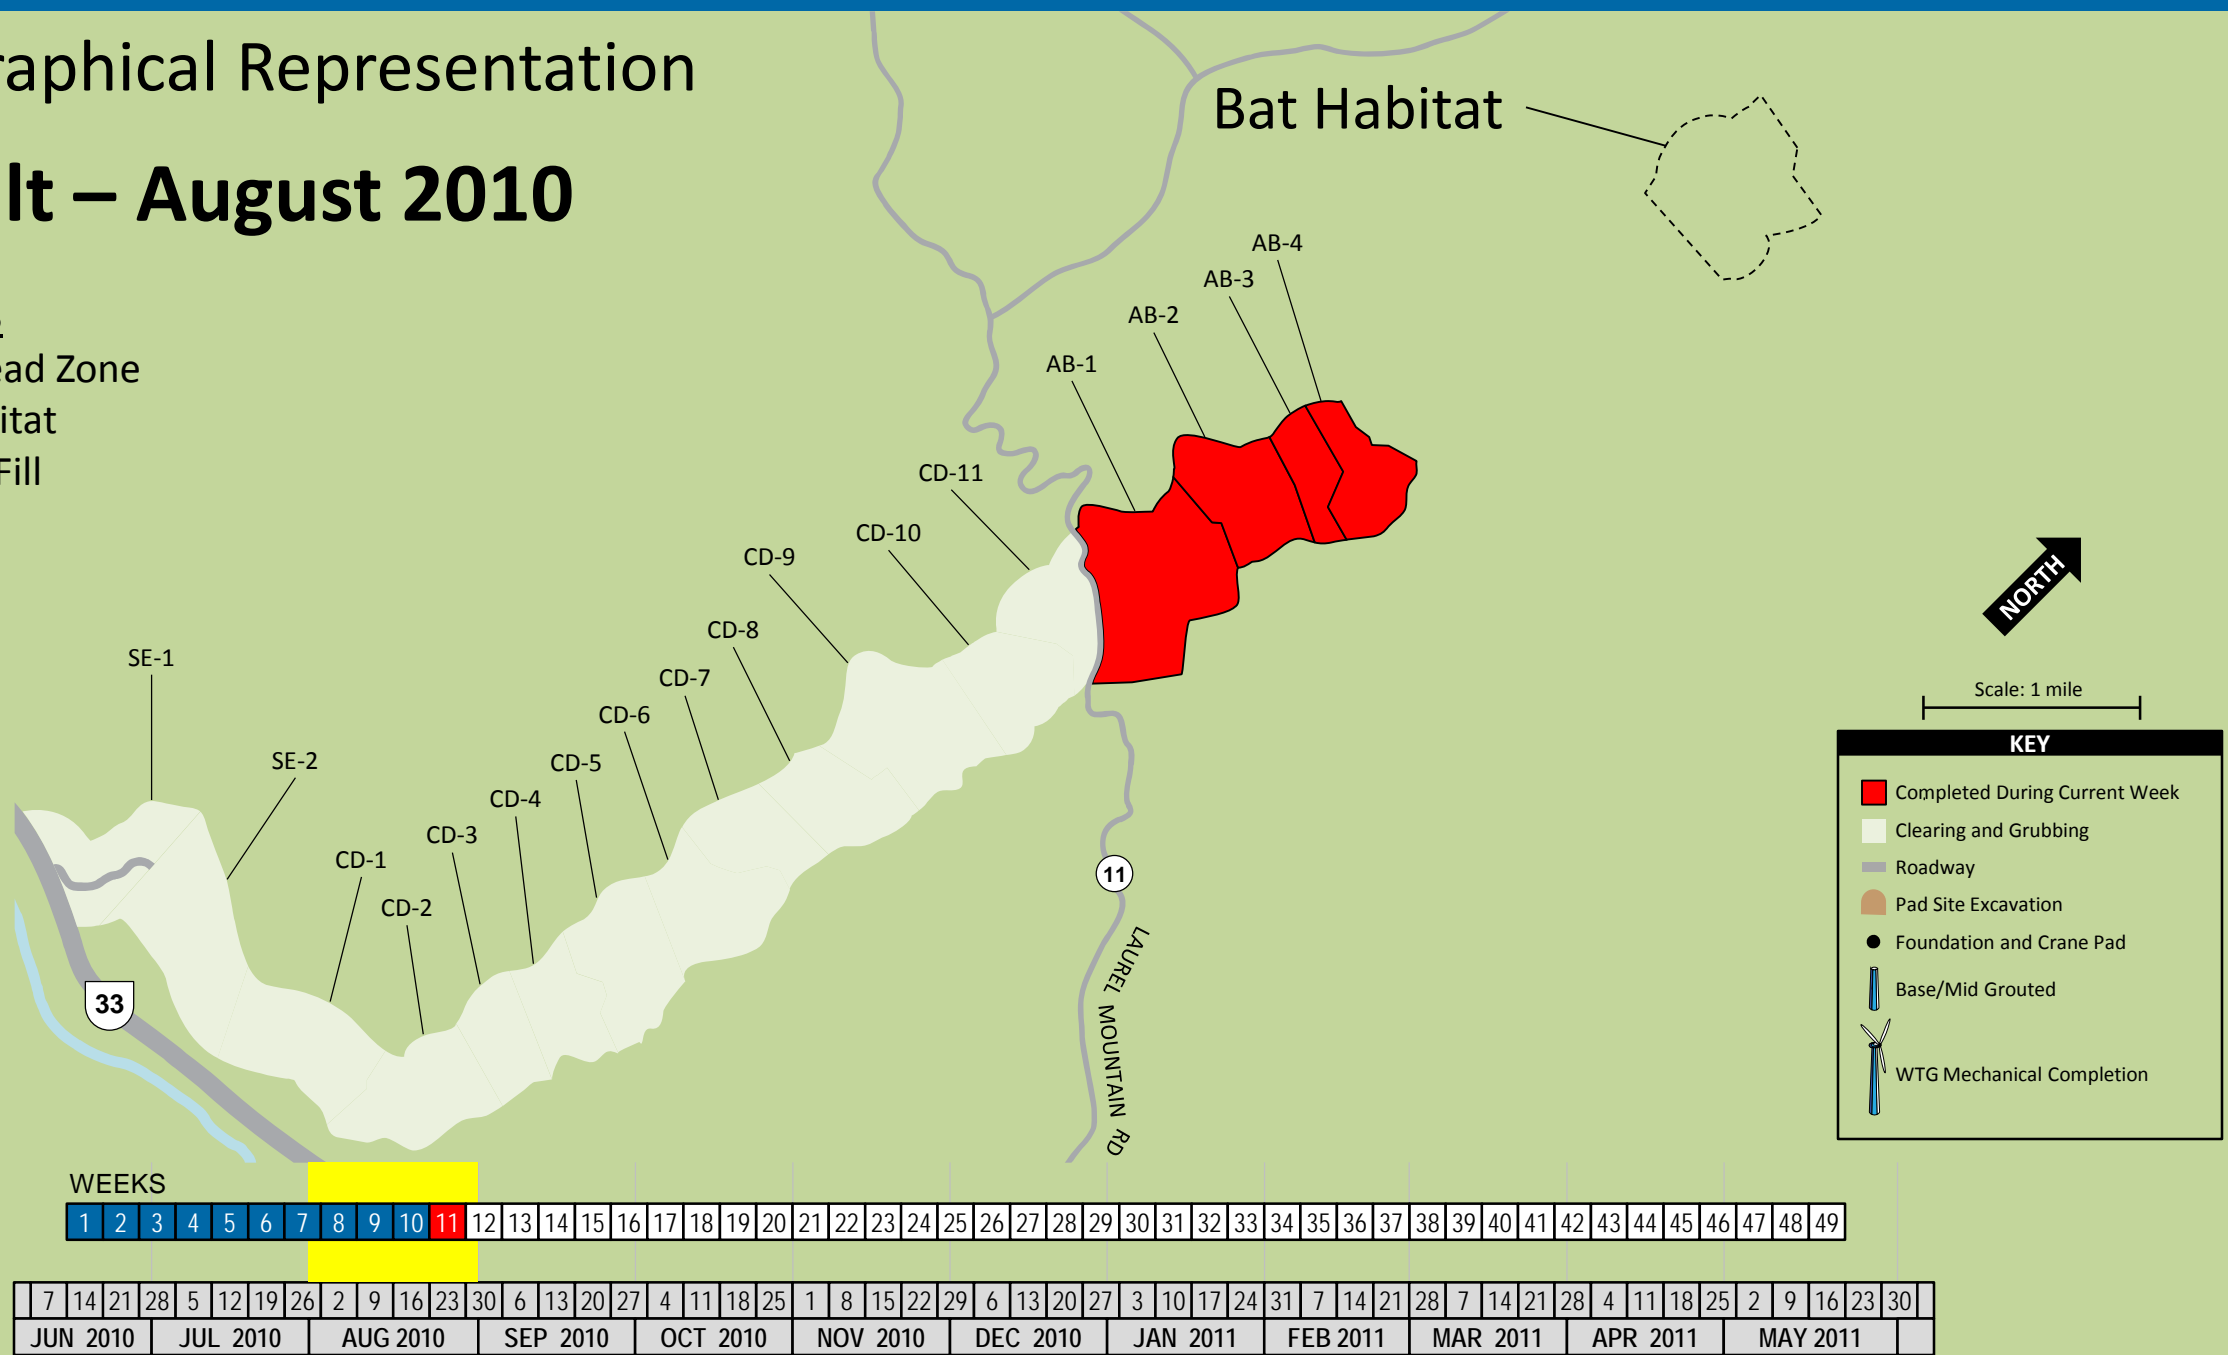 raphical Representation
lt – August 2010
ead Zone
itat
Fill
Bat Habitat
AB-4
AB-3
AB-2
AB-1
CD-11
CD-10
CD-9
CD-8
CD-7
CD-6
CD-5
CD-4
CD-3
CD-2
CD-1
SE-1
SE-2
NORTH
Scale: 1 mile
KEY
Completed During Current Week
Clearing and Grubbing
Roadway
Pad Site Excavation
Foundation and Crane Pad
Base/Mid Grouted
WTG Mechanical Completion
33
11
LAUREL MOUNTAIN RD
WEEKS
1 2 3 4 5 6 7 8 9 10 11 12 13 14 15 16 17 18 19 20 21 22 23 24 25 26 27 28 29 30 31 32 33 34 35 36 37 38 39 40 41 42 43 44 45 46 47 48 49
7 14 21 28 5 12 19 26 2 9 16 23 30 6 13 20 27 4 11 18 25 1 8 15 22 29 6 13 20 27 3 10 17 24 31 7 14 21 28 7 14 21 28 4 11 18 25 2 9 16 23 30
JUN 2010 JUL 2010 AUG 2010 SEP 2010 OCT 2010 NOV 2010 DEC 2010 JAN 2011 FEB 2011 MAR 2011 APR 2011 MAY 2011